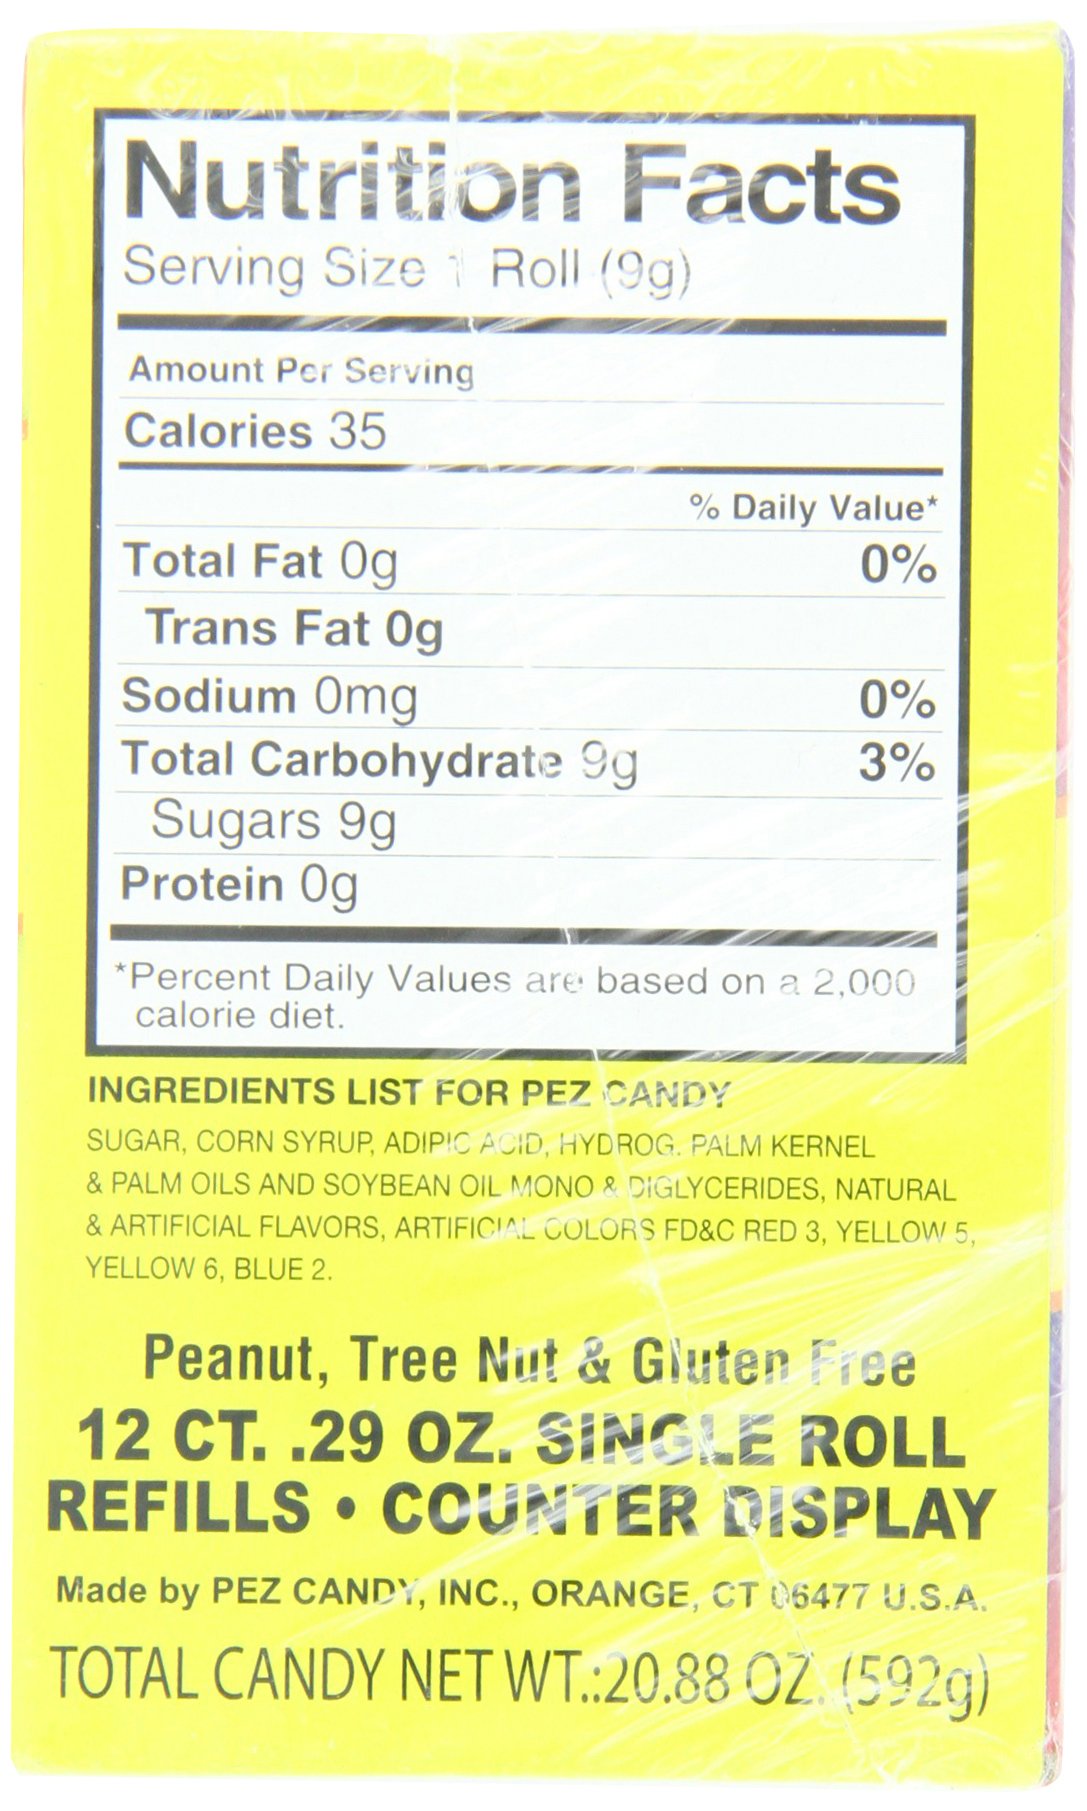 Nutrition Facts
Serving Size 1 Roll (9g)
Amount Per Serving
Calories 35
% Daily Value*
Total Fat 0g 0%
Trans Fat 0g
Sodium 0mg 0%
Total Carbohydrate 9g 3%
Sugars 9g
Protein 0g
*Percent Daily Values are based on a 2,000
calorie diet.
INGREDIENTS LIST FOR PEZ CANDY
SUGAR, CORN SYRUP, ADIPIC ACID, HYDROG. PALM KERNEL
& PALM OILS AND SOYBEAN OIL MONO & DIGLYCERIDES, NATURAL
& ARTIFICIAL FLAVORS, ARTIFICIAL COLORS FD&C RED 3, YELLOW 5,
YELLOW 6, BLUE 2.
Peanut, Tree Nut & Gluten Free
12 CT. .29 OZ. SINGLE ROLL
REFILLS • COUNTER DISPLAY
Made by PEZ CANDY, INC., ORANGE, CT 06477 U.S.A.
TOTAL CANDY NET WT.:20.88 OZ. (592g)